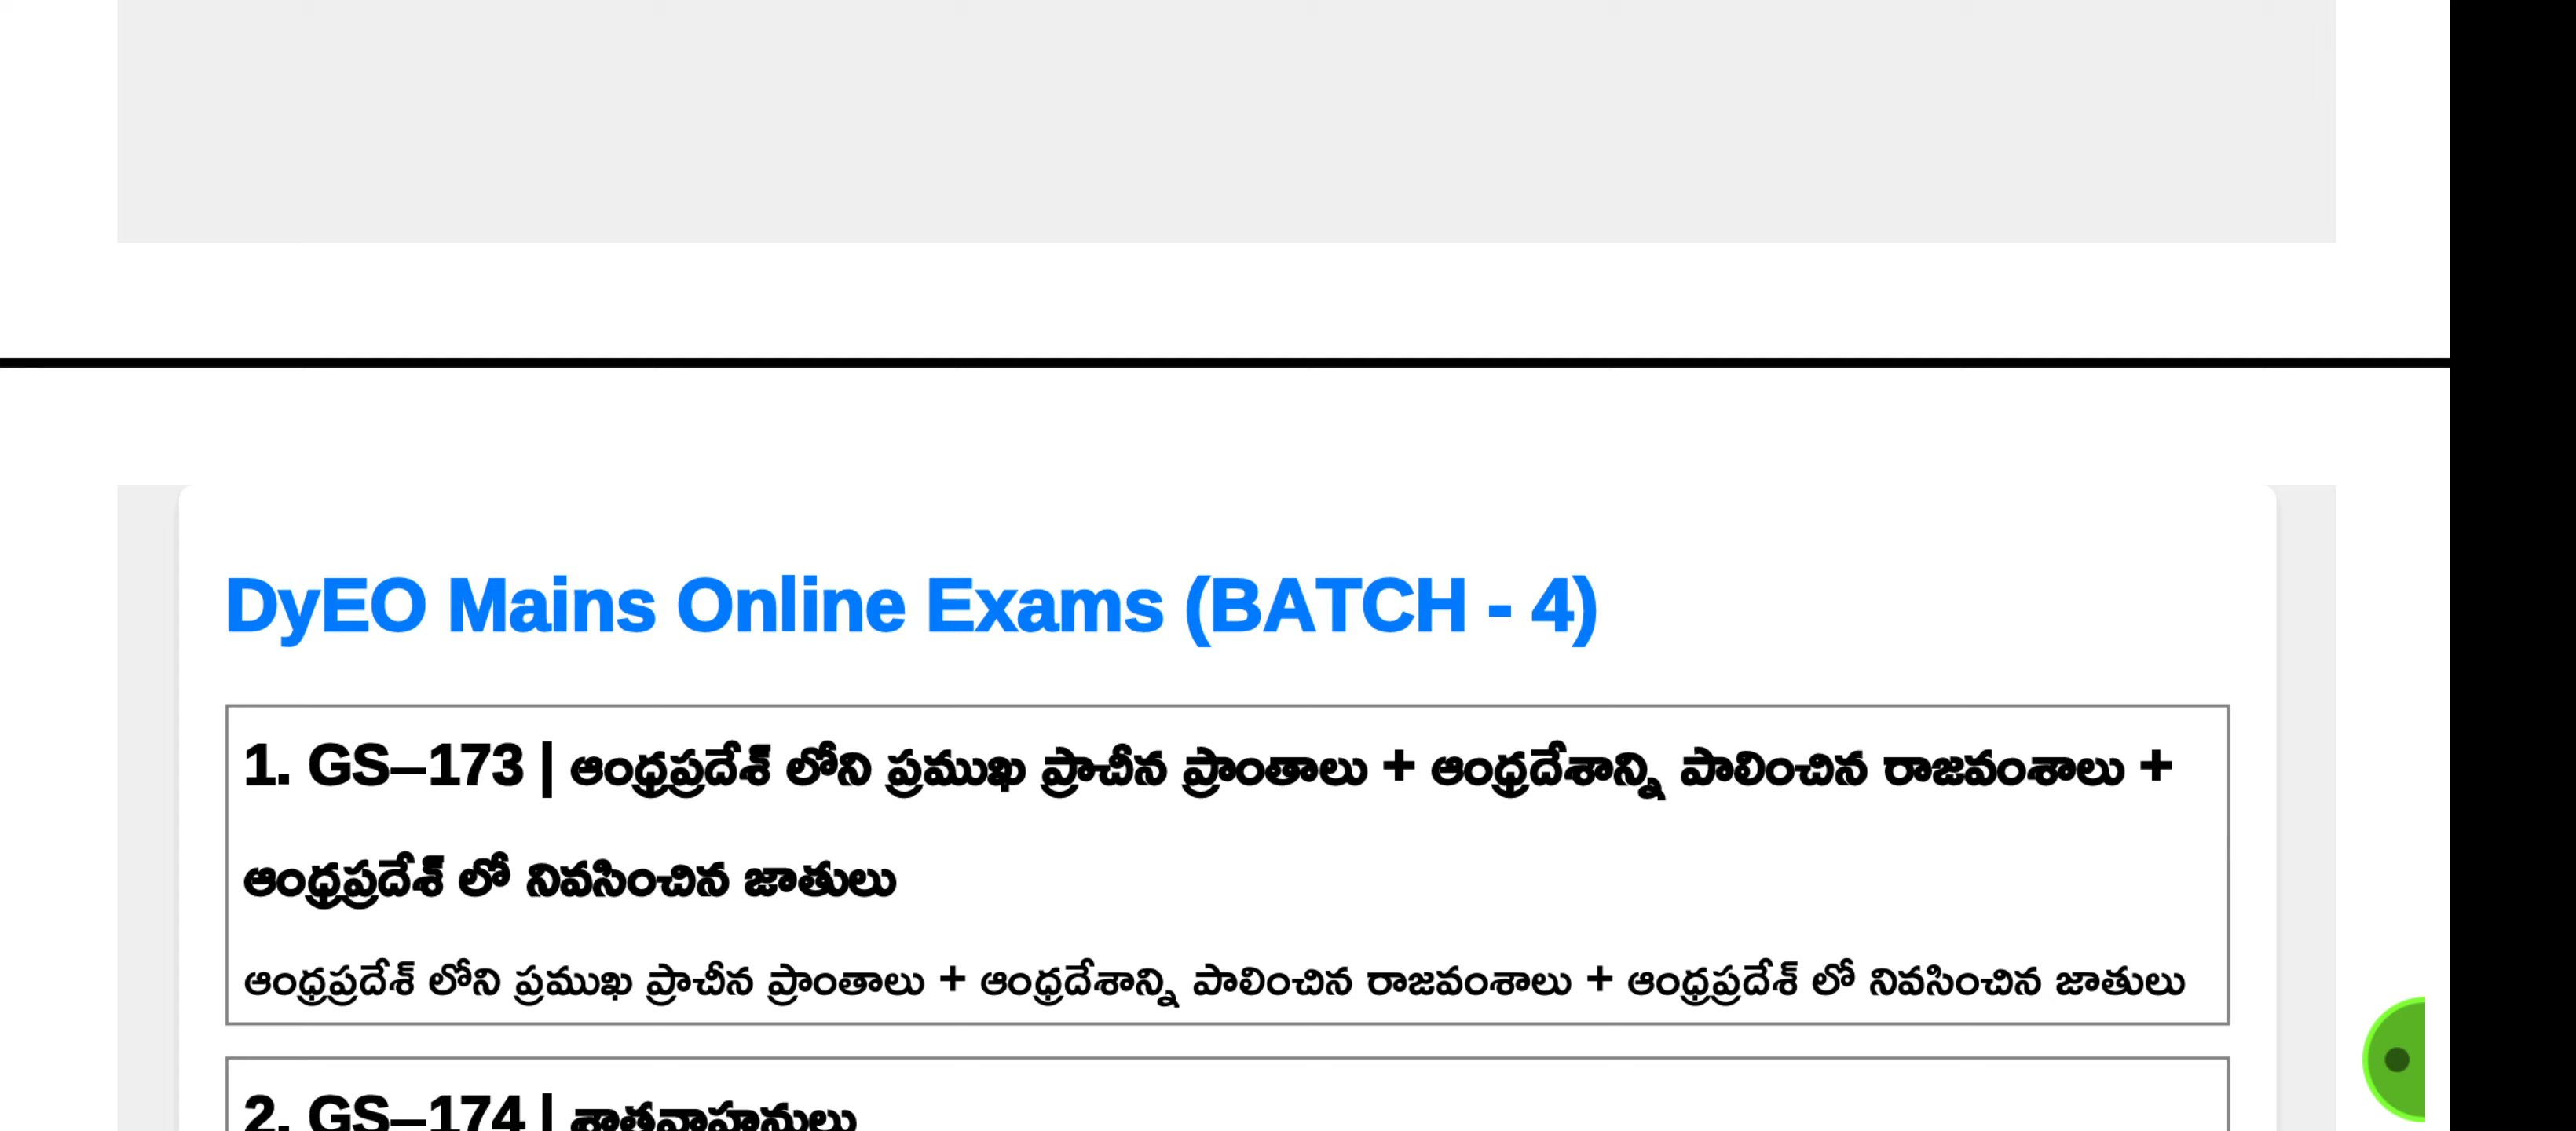 DyEO Mains Online Exams (BATCH - 4)
1. GS–173 | ఆంధ్రప్రదేశ్ లోని ప్రముఖ ప్రాచీన ప్రాంతాలు + ఆంధ్రదేశాన్ని పాలించిన రాజవంశాలు +
ఆంధ్రప్రదేశ్ లో నివసించిన జాతులు
ఆంధ్రప్రదేశ్ లోని ప్రముఖ ప్రాచీన ప్రాంతాలు + ఆంధ్రదేశాన్ని పాలించిన రాజవంశాలు + ఆంధ్రప్రదేశ్ లో నివసించిన జాతులు
2. GS–174 | శాతవాహనులు